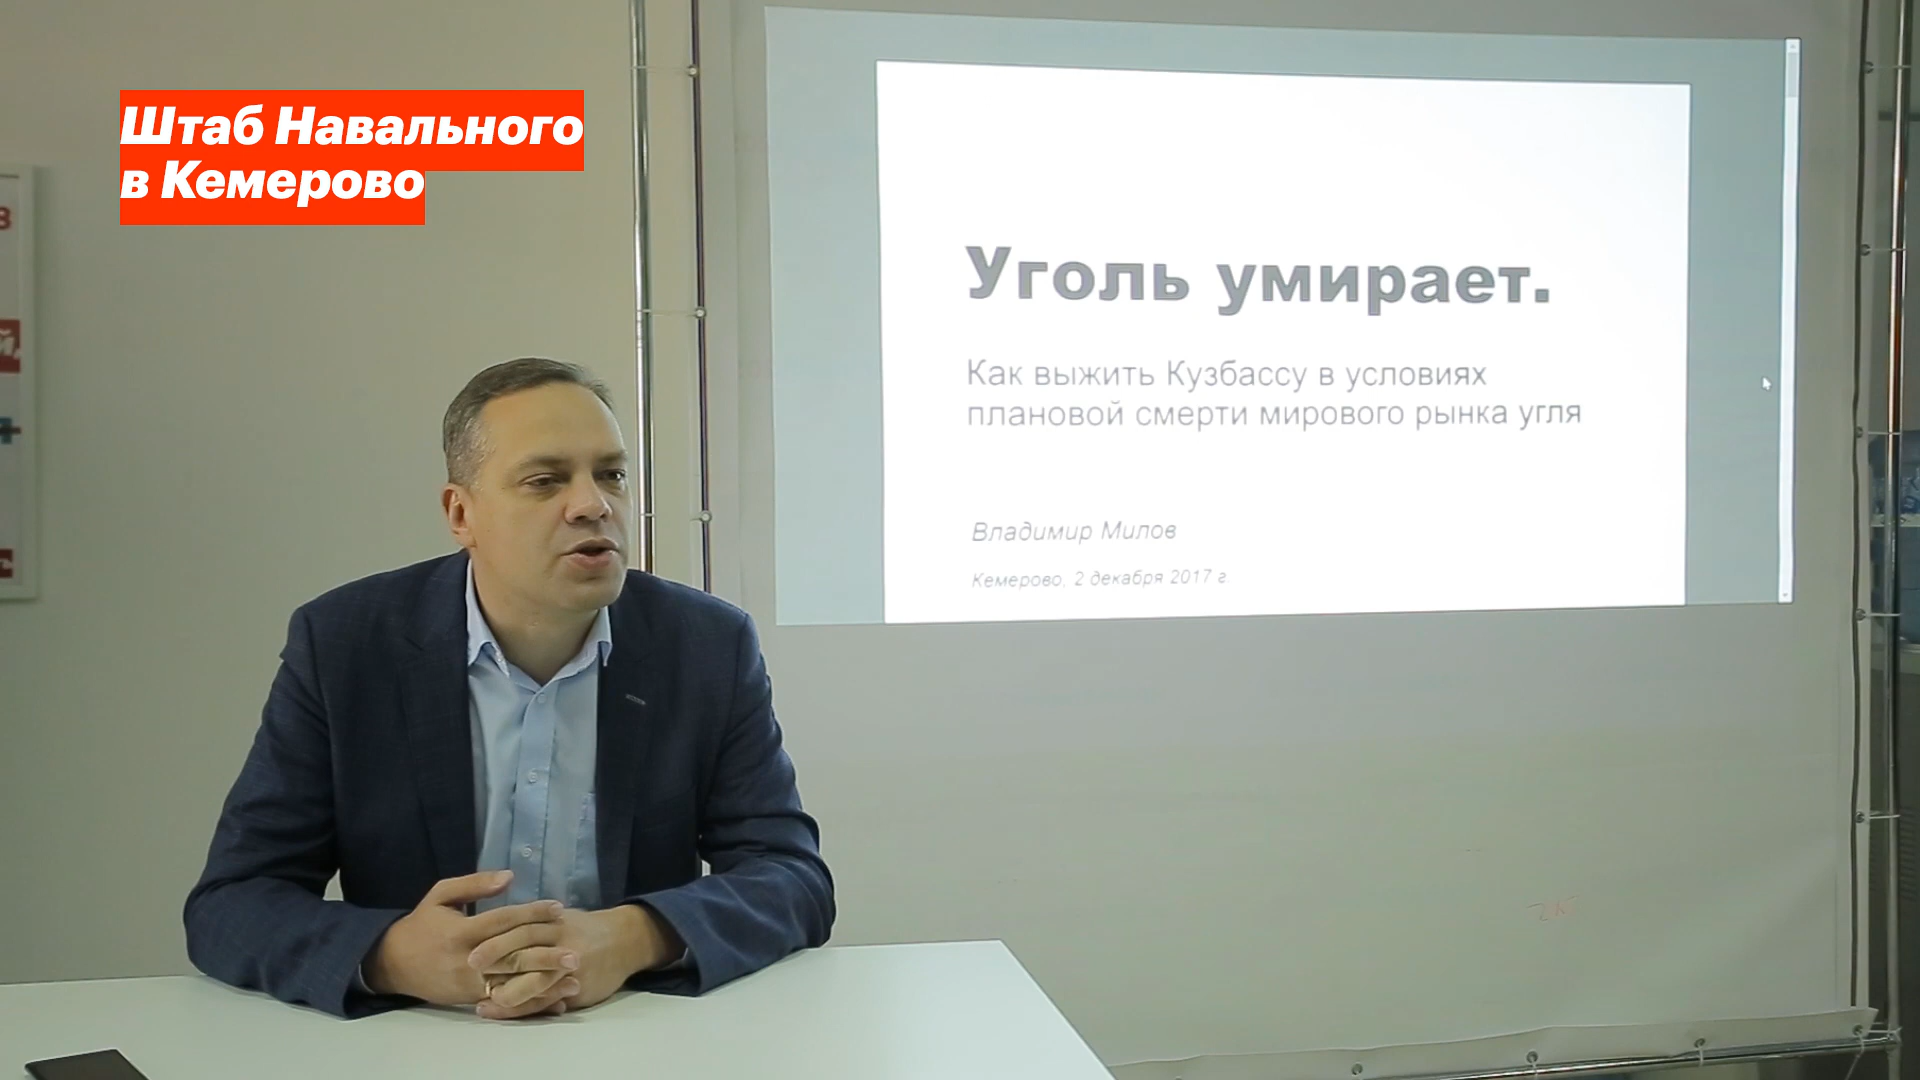 Штаб Навального
в Кемерово
Уголь умирает.
Как выжить Кузбассу в условиях
плановой смерти мирового рынка угля
Владимир Милов
Кемерово, 2 декабря 2017 г